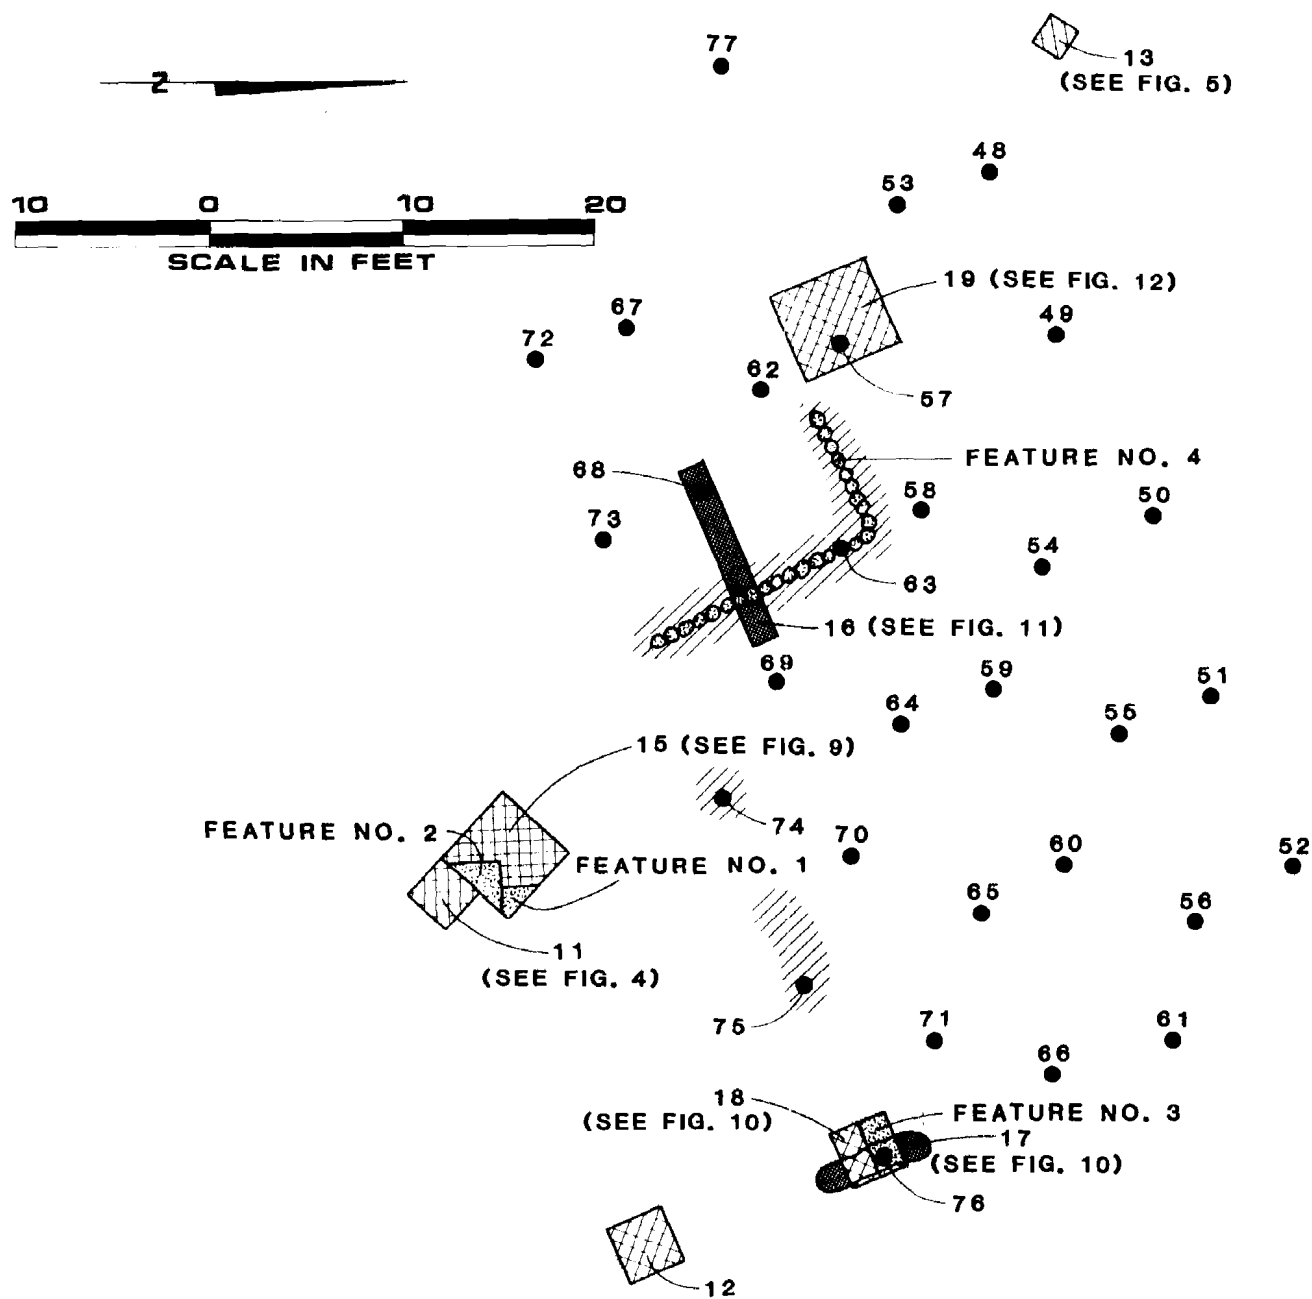 77
13
(SEE FIG. 5)
Z
48
53
10 0 10 20
SCALE IN FEET
19 (SEE FIG. 12)
67
49
72
62
57
FEATURE NO. 4
68
58
50
73
54
63
16 (SEE FIG. 11)
69
59
51
64
55
15 (SEE FIG. 9)
74
FEATURE NO. 2
70
60
52
FEATURE NO. 1
65
56
11
(SEE FIG. 4)
75
71
61
66
18
(SEE FIG. 10)
FEATURE NO. 3
17
(SEE FIG. 10)
76
12